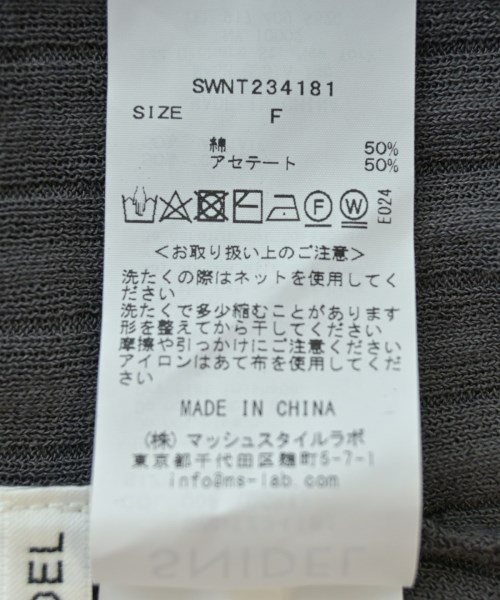 SWNT234181
SIZE F
綿 50%
アセテート 50%
F W E024
＜お取り扱い上のご注意＞
洗たくの際はネットを使用してく
ださい
洗たくで多少縮むことがあります
形を整えてから干してください
摩擦や引っかけにご注意ください
アイロンはあて布を使用してくだ
さい
MADE IN CHINA
(株) マッシュスタイルラボ
東京都千代田区麹町5-7-1
info@ms-lab.com
SNIDEL
DEL